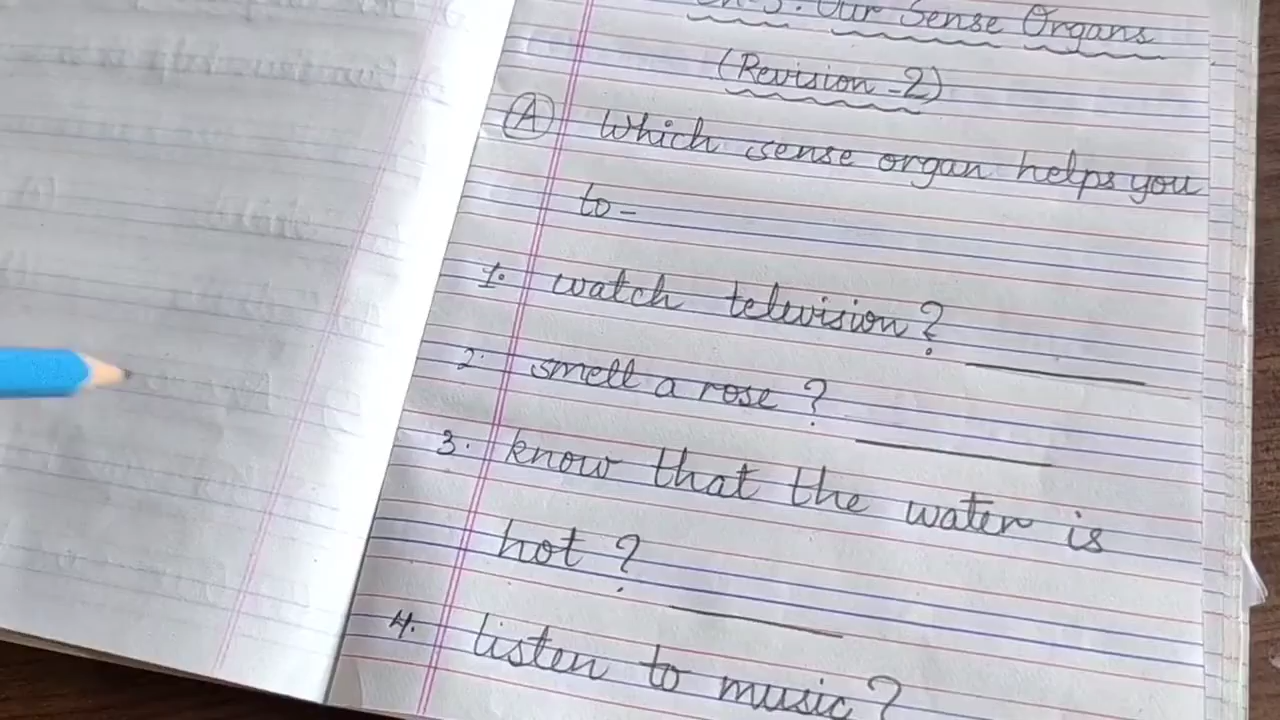 Our Sense Organs
(Revision -2)
(A) Which sense organ helps you
to-
1. watch television?
2. smell a rose?
3. know that the water is
hot?
4. listen to music?